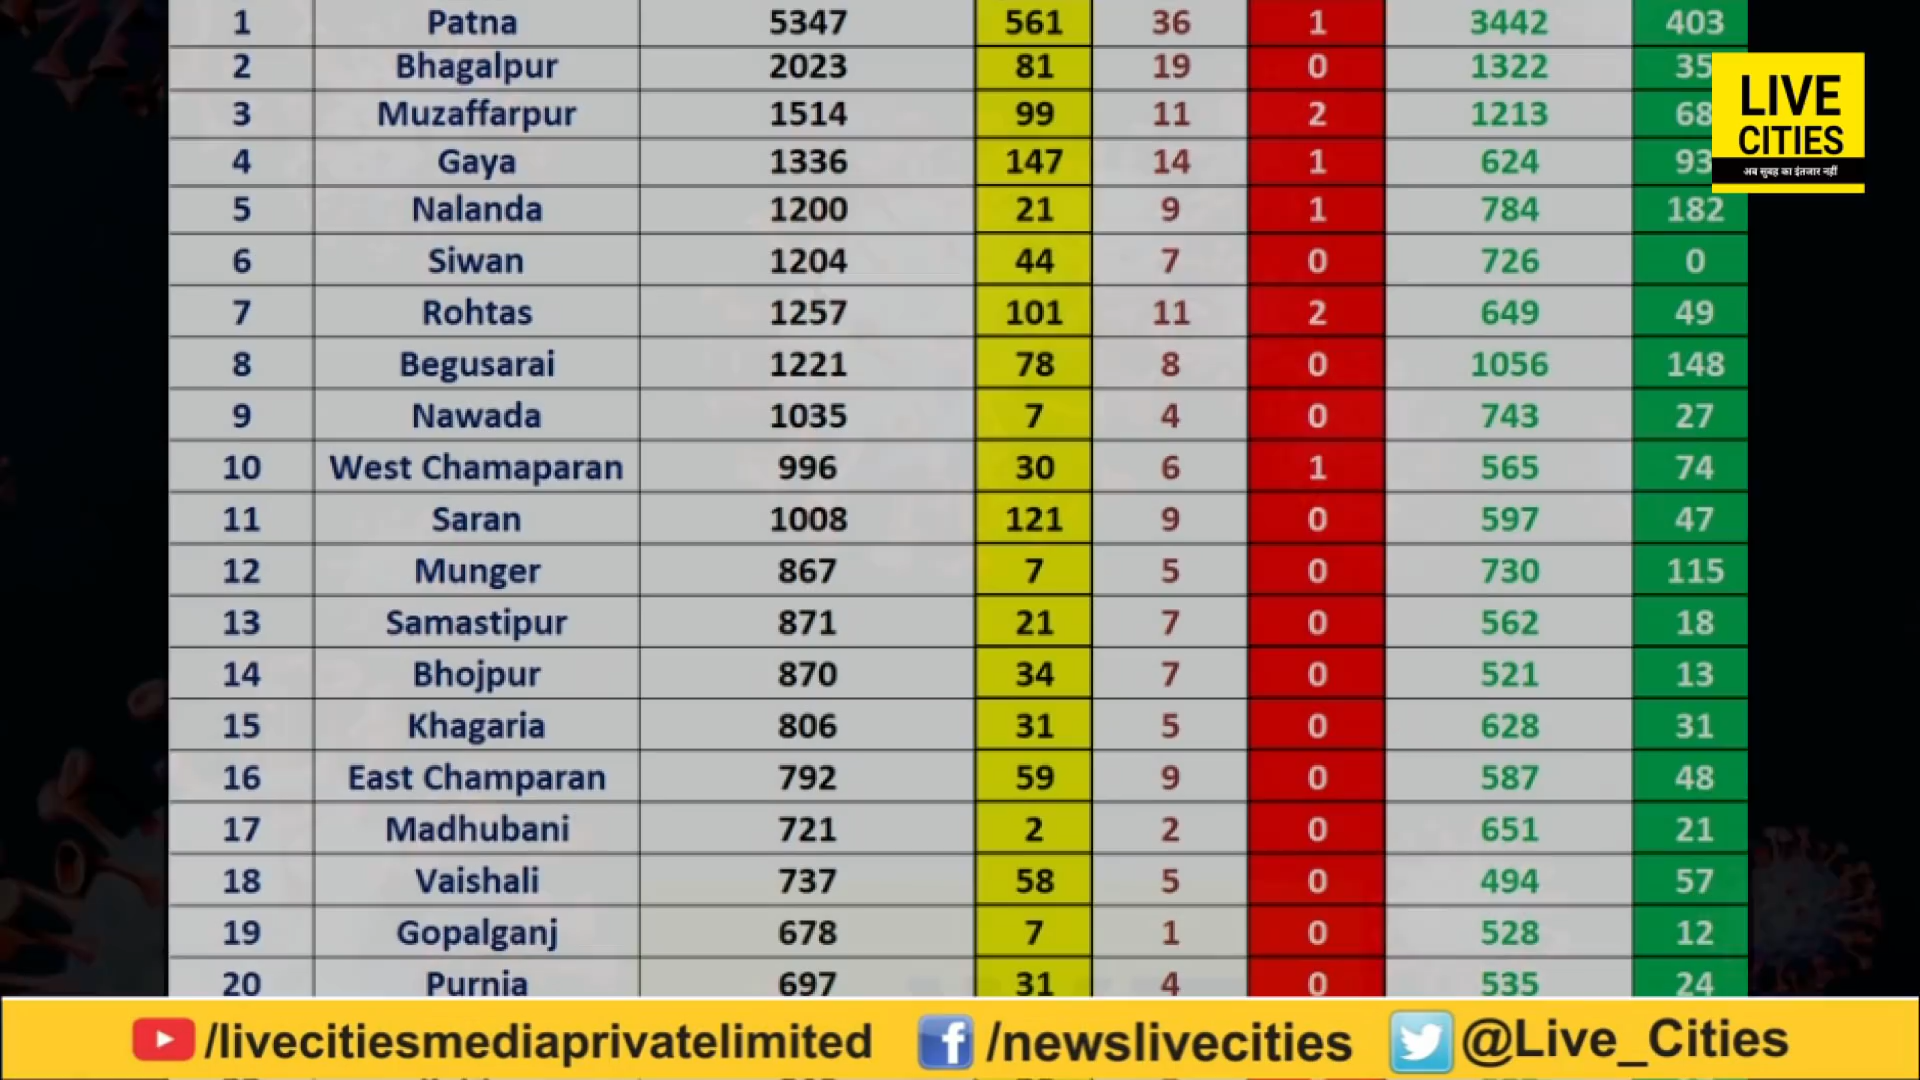 1 Patna 5347 561 36 1 3442 403
2 Bhagalpur 2023 81 19 0 1322 35
3 Muzaffarpur 1514 99 11 2 1213 68
4 Gaya 1336 147 14 1 624 93
5 Nalanda 1200 21 9 1 784 182
6 Siwan 1204 44 7 0 726 0
7 Rohtas 1257 101 11 2 649 49
8 Begusarai 1221 78 8 0 1056 148
9 Nawada 1035 7 4 0 743 27
10 West Chamaparan 996 30 6 1 565 74
11 Saran 1008 121 9 0 597 47
12 Munger 867 7 5 0 730 115
13 Samastipur 871 21 7 0 562 18
14 Bhojpur 870 34 7 0 521 13
15 Khagaria 806 31 5 0 628 31
16 East Champaran 792 59 9 0 587 48
17 Madhubani 721 2 2 0 651 21
18 Vaishali 737 58 5 0 494 57
19 Gopalganj 678 7 1 0 528 12
20 Purnia 697 31 4 0 535 24
LIVE
CITIES
अब सुबह का इंतजार नहीं
/livecitiesmediaprivatelimited /newslivecities @Live_Cities